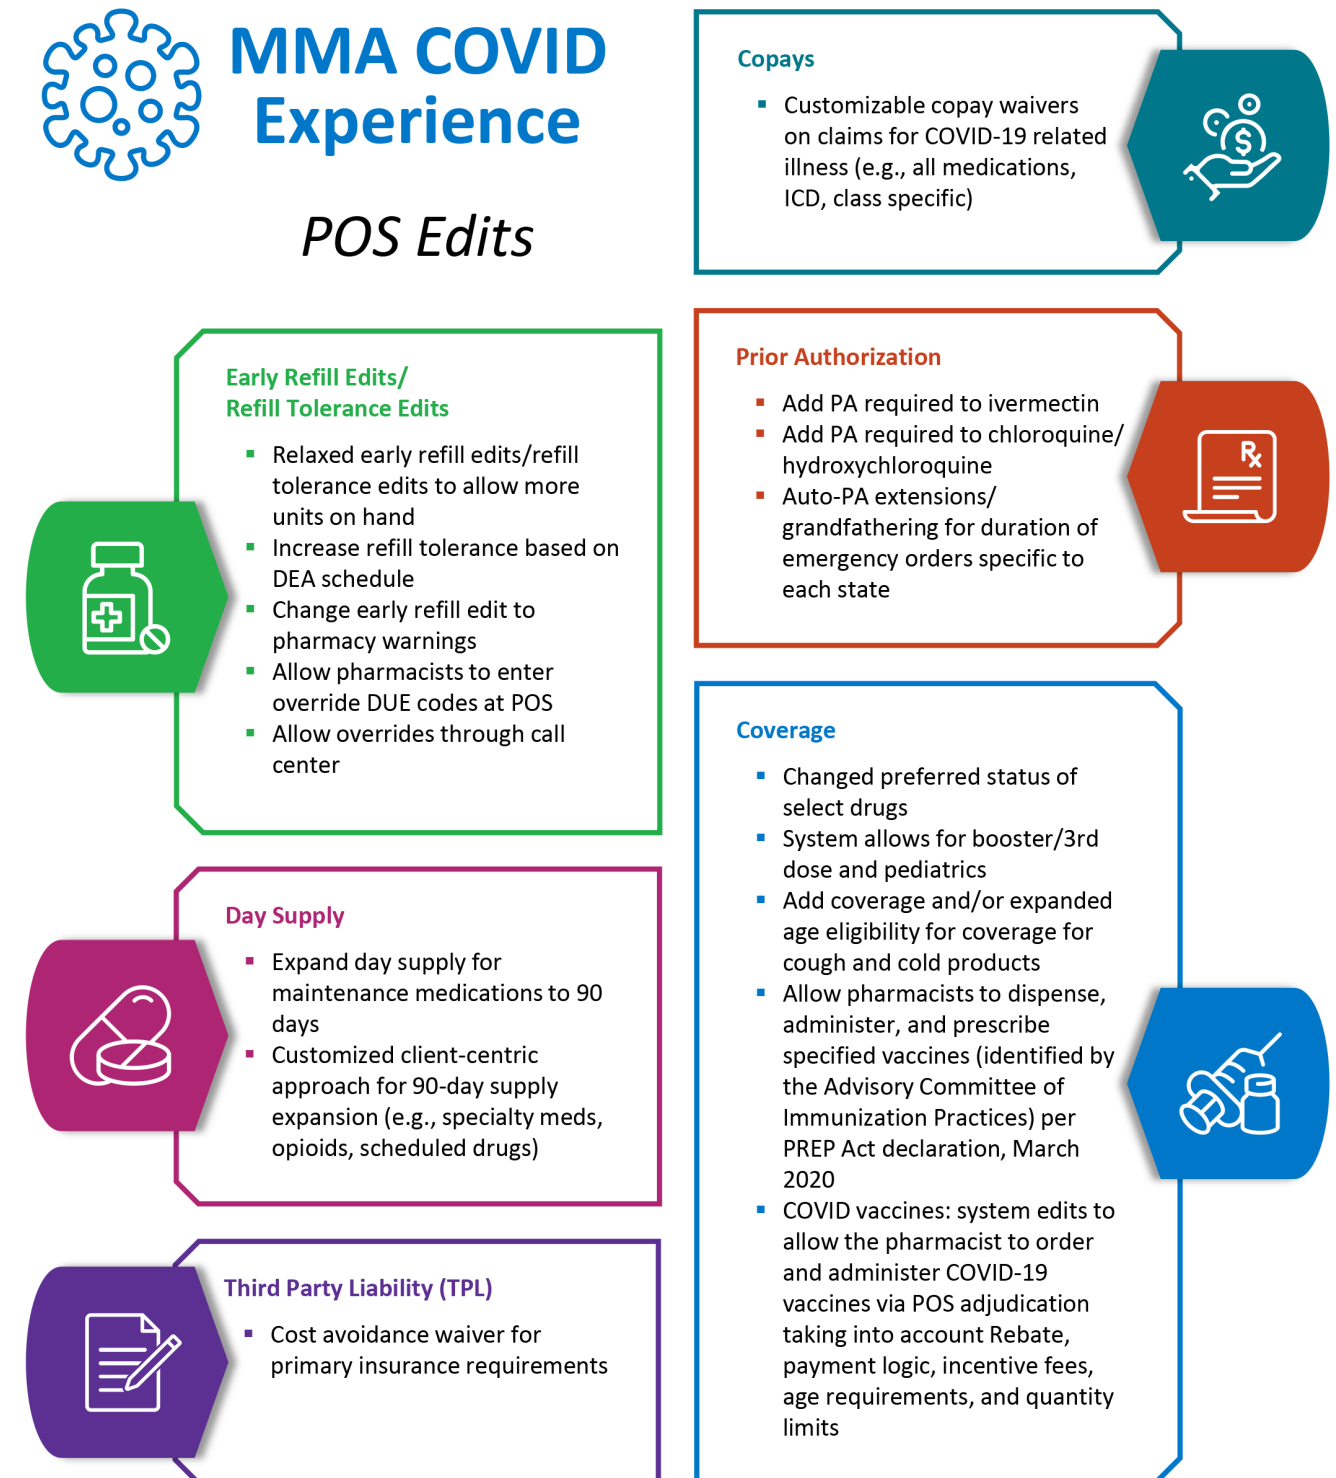 MMA COVID
Experience
POS Edits
Copays
▪ Customizable copay waivers
on claims for COVID-19 related
illness (e.g., all medications,
ICD, class specific)
$
Early Refill Edits/
Refill Tolerance Edits
▪ Relaxed early refill edits/refill
tolerance edits to allow more
units on hand
▪ Increase refill tolerance based on
DEA schedule
▪ Change early refill edit to
pharmacy warnings
▪ Allow pharmacists to enter
override DUE codes at POS
▪ Allow overrides through call
center
Prior Authorization
▪ Add PA required to ivermectin
▪ Add PA required to chloroquine/
hydroxychloroquine
▪ Auto-PA extensions/
grandfathering for duration of
emergency orders specific to
each state
Rx
Day Supply
▪ Expand day supply for
maintenance medications to 90
days
▪ Customized client-centric
approach for 90-day supply
expansion (e.g., specialty meds,
opioids, scheduled drugs)
Coverage
▪ Changed preferred status of
select drugs
▪ System allows for booster/3rd
dose and pediatrics
▪ Add coverage and/or expanded
age eligibility for coverage for
cough and cold products
▪ Allow pharmacists to dispense,
administer, and prescribe
specified vaccines (identified by
the Advisory Committee of
Immunization Practices) per
PREP Act declaration, March
2020
▪ COVID vaccines: system edits to
allow the pharmacist to order
and administer COVID-19
vaccines via POS adjudication
taking into account Rebate,
payment logic, incentive fees,
age requirements, and quantity
limits
Third Party Liability (TPL)
▪ Cost avoidance waiver for
primary insurance requirements